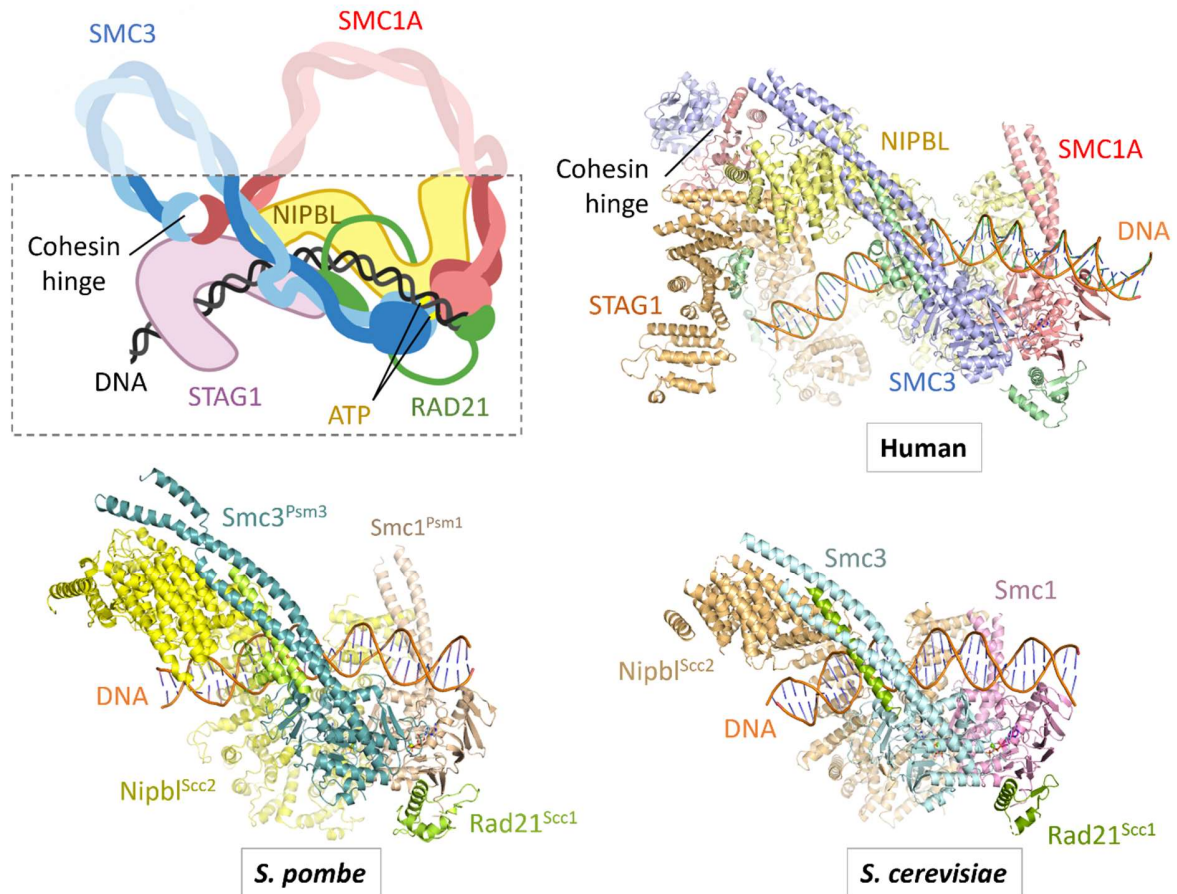 SMC3
SMC1A
NIPBL
Cohesin
hinge
DNA
STAG1
ATP
RAD21
Cohesin
hinge
NIPBL
SMC1A
DNA
STAG1
SMC3
Human
Smc3Psm3
Smc1Psm1
DNA
NipblScc2
Rad21Scc1
S. pombe
Smc3
Smc1
NipblScc2
DNA
Rad21Scc1
S. cerevisiae